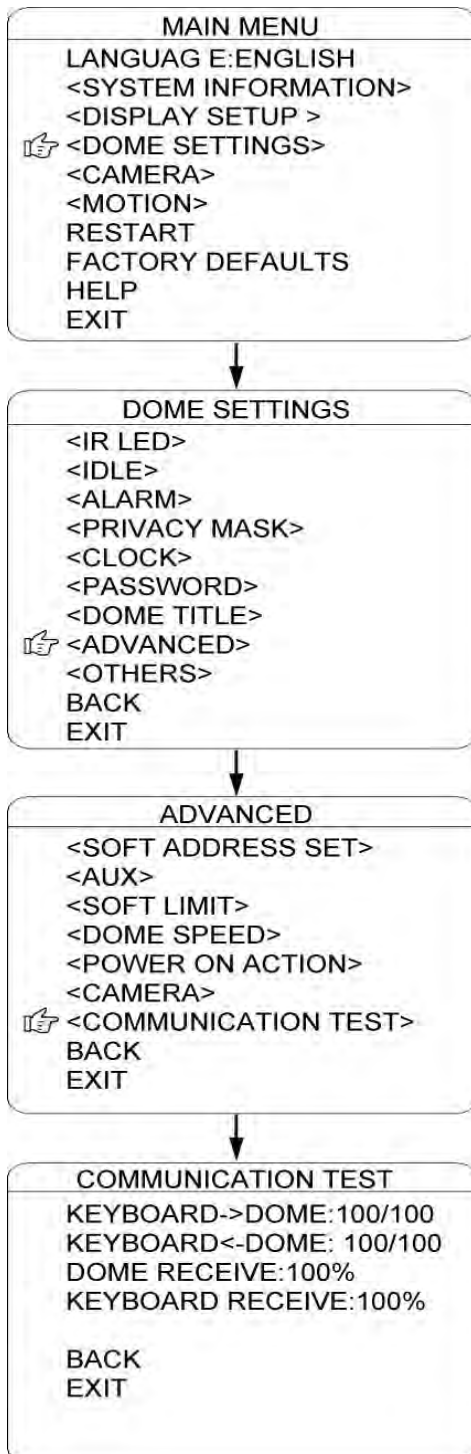 MAIN MENU
LANGUAG E:ENGLISH
<SYSTEM INFORMATION>
<DISPLAY SETUP >
<DOME SETTINGS>
<CAMERA>
<MOTION>
RESTART
FACTORY DEFAULTS
HELP
EXIT
DOME SETTINGS
<IR LED>
<IDLE>
<ALARM>
<PRIVACY MASK>
<CLOCK>
<PASSWORD>
<DOME TITLE>
<ADVANCED>
<OTHERS>
BACK
EXIT
ADVANCED
<SOFT ADDRESS SET>
<AUX>
<SOFT LIMIT>
<DOME SPEED>
<POWER ON ACTION>
<CAMERA>
<COMMUNICATION TEST>
BACK
EXIT
COMMUNICATION TEST
KEYBOARD->DOME:100/100
KEYBOARD<-DOME: 100/100
DOME RECEIVE:100%
KEYBOARD RECEIVE:100%
BACK
EXIT